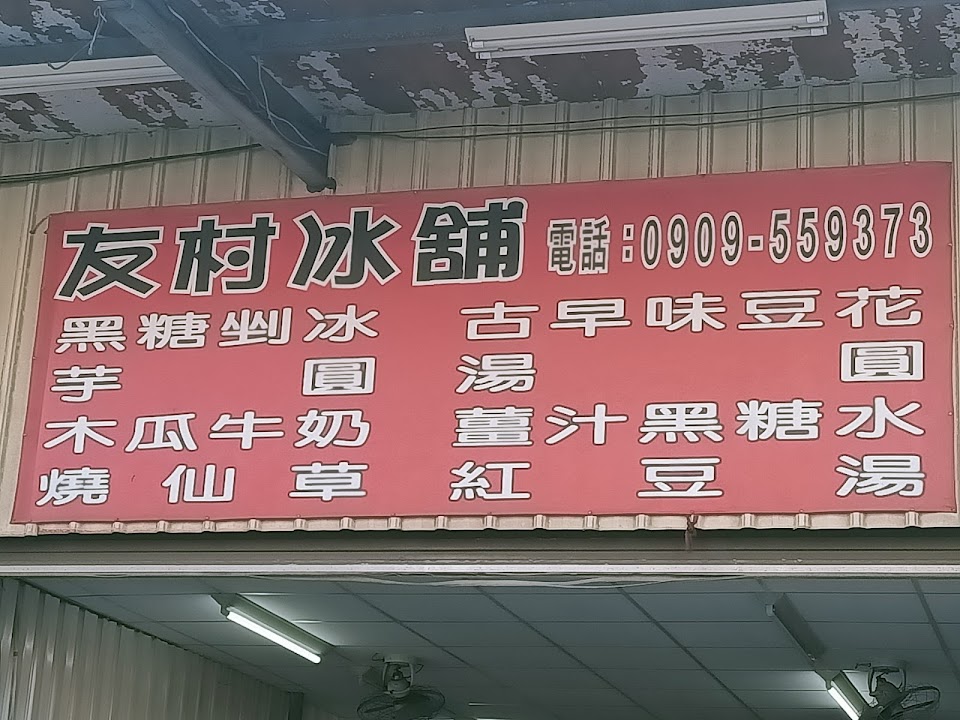 友村冰舖 電話:0909-559373
黑糖剉冰 古早味豆花
芋圓 湯圓
木瓜牛奶 薑汁黑糖水
燒仙草 紅豆湯